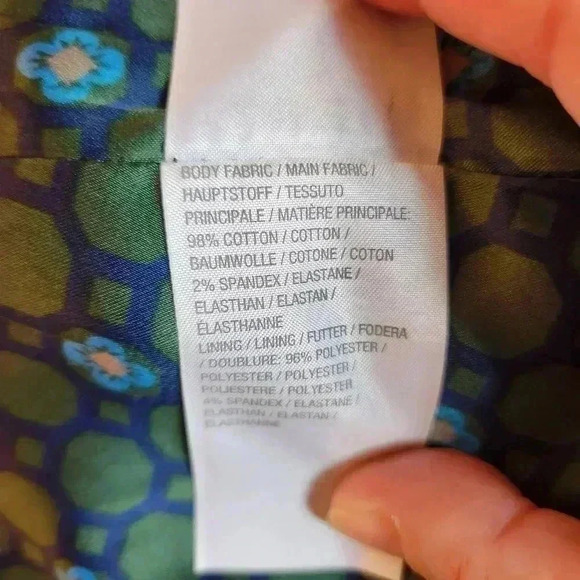 BODY FABRIC / MAIN FABRIC /
HAUPTSTOFF / TESSUTO
PRINCIPALE / MATIÈRE PRINCIPALE:
98% COTTON / COTTON /
BAUMWOLLE / COTONE / COTON
2% SPANDEX / ELASTANE /
ELASTHAN / ELASTAN /
ÉLASTHANNE
LINING / LINING / FUTTER / FODERA
/ DOUBLURE: 96% POLYESTER /
POLYESTER / POLYESTER /
POLIESTERE / POLYESTER
4% SPANDEX / ELASTANE /
ELASTHAN / ELASTAN /
ÉLASTHANNE